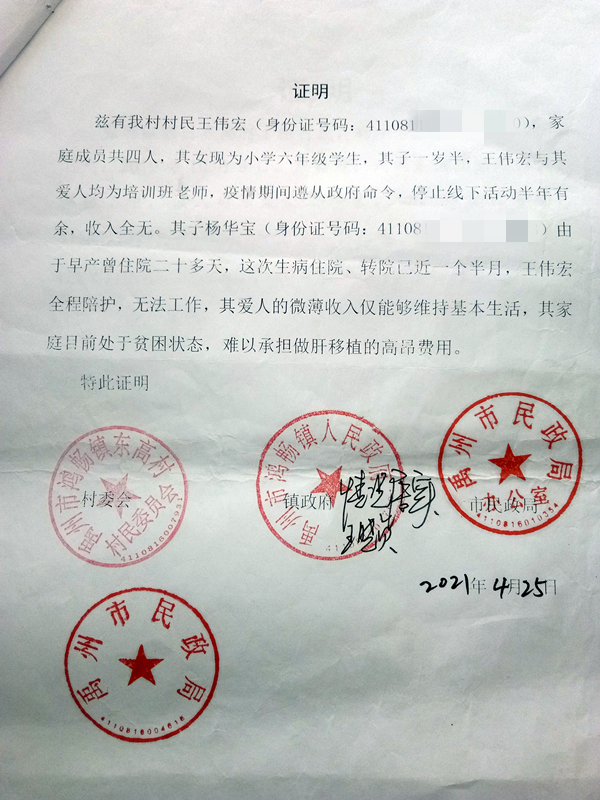 证明
兹有我村村民王伟宏（身份证号码：411081 ），家
庭成员共四人，其女现为小学六年级学生，其子一岁半，王伟宏与其
爱人均为培训班老师，疫情期间遵从政府命令，停止线下活动半年有
余，收入全无。其子杨华宝（身份证号码：41108 ）由
于早产曾住院二十多天，这次生病住院、转院已近一个半月，王伟宏
全程陪护，无法工作，其爱人的微薄收入仅能够维持基本生活，其家
庭目前处于贫困状态，难以承担做肝移植的高昂费用。
特此证明
禹州市鸿畅镇东高村
村民委员会
村委会
禹州市鸿畅镇人民政府
镇政府
情况属实
禹州市民政局
办公室
4110816010354
市民政局
2021年4月25日
禹州市民政局
4110816004618